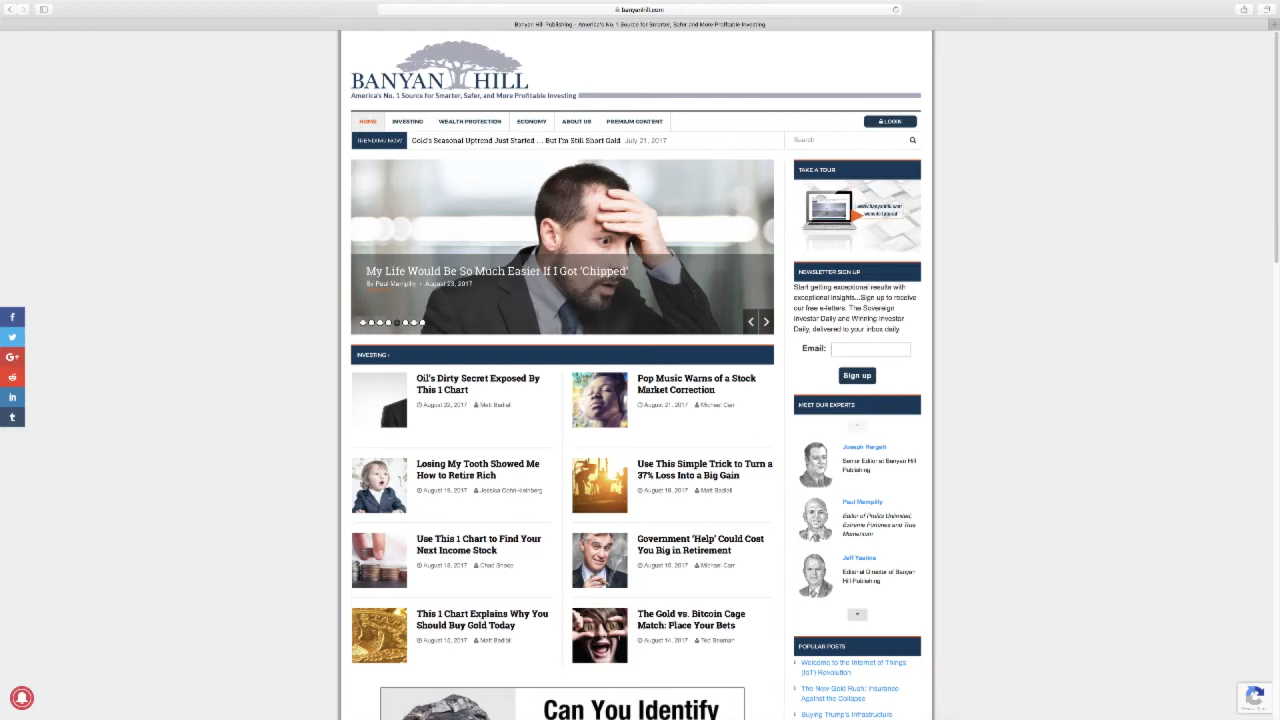 banyanhill.com
Banyan Hill Publishing - America's No. 1 Source for Smarter, Safer and More Profitable Investing
BANYAN HILL
America's No. 1 Source for Smarter, Safer, and More Profitable Investing
HOME INVESTING WEALTH PROTECTION ECONOMY ABOUT US PREMIUM CONTENT LOGIN
TRENDING NOW Gold's Seasonal Uptrend Just Started … But I'm Still Short Gold July 21, 2017 Search
My Life Would Be So Much Easier If I Got 'Chipped'
By Paul Mampilly / August 23, 2017
INVESTING ›
Oil's Dirty Secret Exposed By
This 1 Chart
August 22, 2017 Matt Badiali
Pop Music Warns of a Stock
Market Correction
August 21, 2017 Michael Carr
Losing My Tooth Showed Me
How to Retire Rich
August 19, 2017 Jessica Cohn-Kleinberg
Use This Simple Trick to Turn a
37% Loss Into a Big Gain
August 18, 2017 Matt Badiali
Use This 1 Chart to Find Your
Next Income Stock
August 18, 2017 Chad Shoop
Government 'Help' Could Cost
You Big in Retirement
August 15, 2017 Michael Carr
This 1 Chart Explains Why You
Should Buy Gold Today
August 15, 2017 Matt Badiali
The Gold vs. Bitcoin Cage
Match: Place Your Bets
August 14, 2017 Ted Bauman
Can You Identify
TAKE A TOUR
www.banyanhill.com
website tutorial
NEWSLETTER SIGN UP
Start getting exceptional results with
exceptional insights...Sign up to receive
our free e-letters, The Sovereign
Investor Daily and Winning Investor
Daily, delivered to your inbox daily.
Email:
Sign up
MEET OUR EXPERTS
Joseph Hargett
Senior Editor at Banyan Hill
Publishing
Paul Mampilly
Editor of Profits Unlimited,
Extreme Fortunes and True
Momentum
Jeff Yastine
Editorial Director of Banyan
Hill Publishing
POPULAR POSTS
Welcome to the Internet of Things
(IoT) Revolution
The New Gold Rush: Insurance
Against the Collapse
Buying Trump's Infrastructure